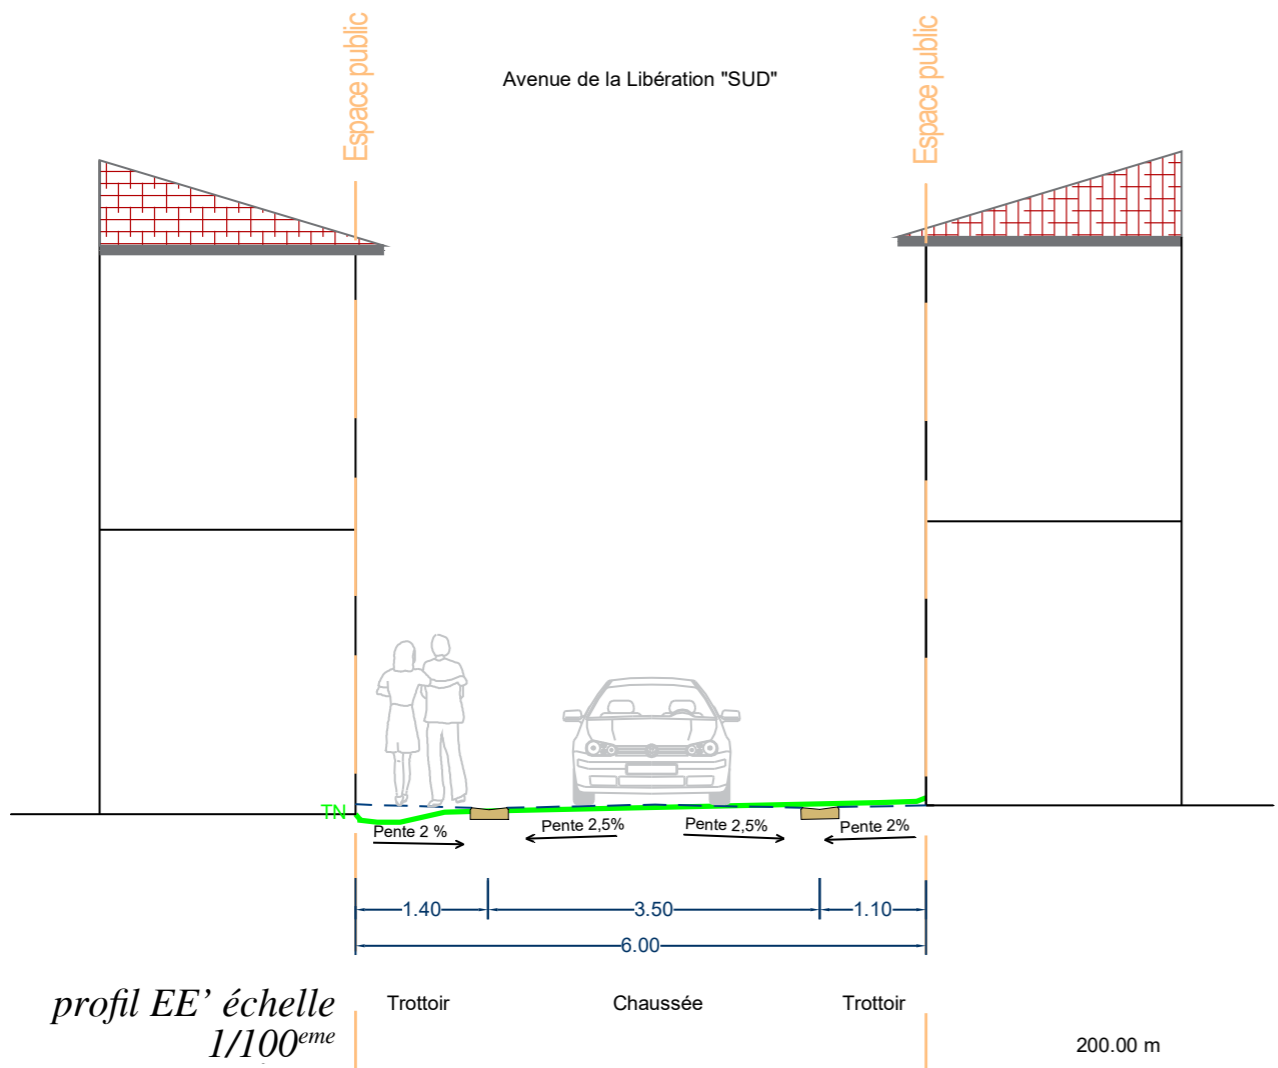 Espace public
Espace public
Avenue de la Libération "SUD"
TN
Pente 2 %
Pente 2,5%
Pente 2,5%
Pente 2%
1.40
3.50
1.10
6.00
profil EE’ échelle
1/100eme
Trottoir
Chaussée
Trottoir
200.00 m